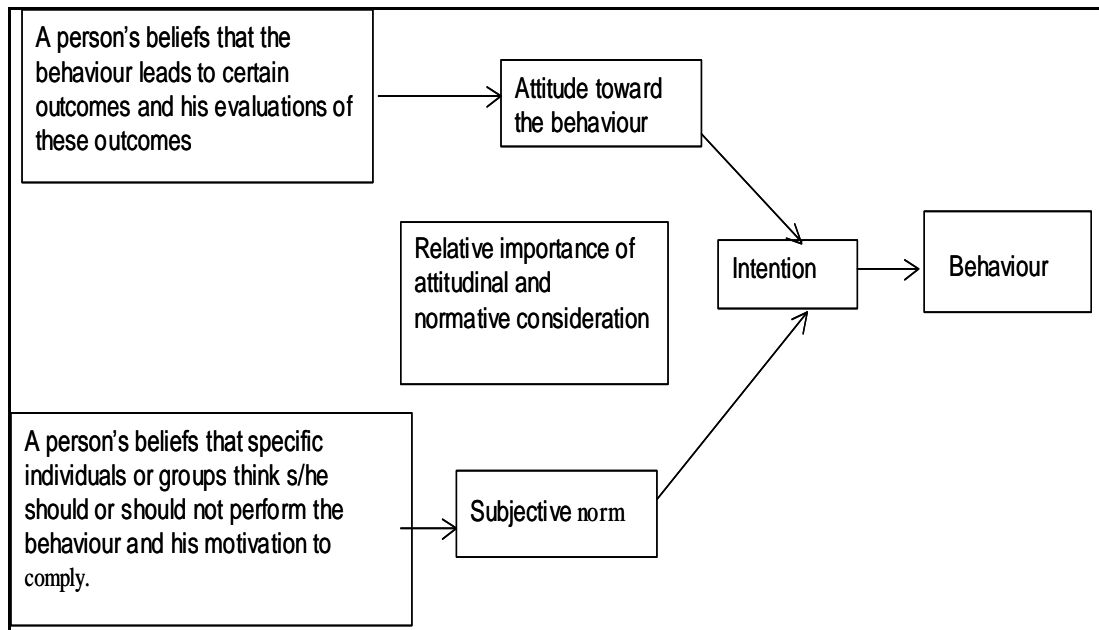 A person's beliefs that the
behaviour leads to certain
outcomes and his evaluations of
these outcomes
Attitude toward
the behaviour
Relative importance of
attitudinal and
normative consideration
Intention
Behaviour
A person's beliefs that specific
individuals or groups think s/he
should or should not perform the
behaviour and his motivation to
comply.
Subjective norm